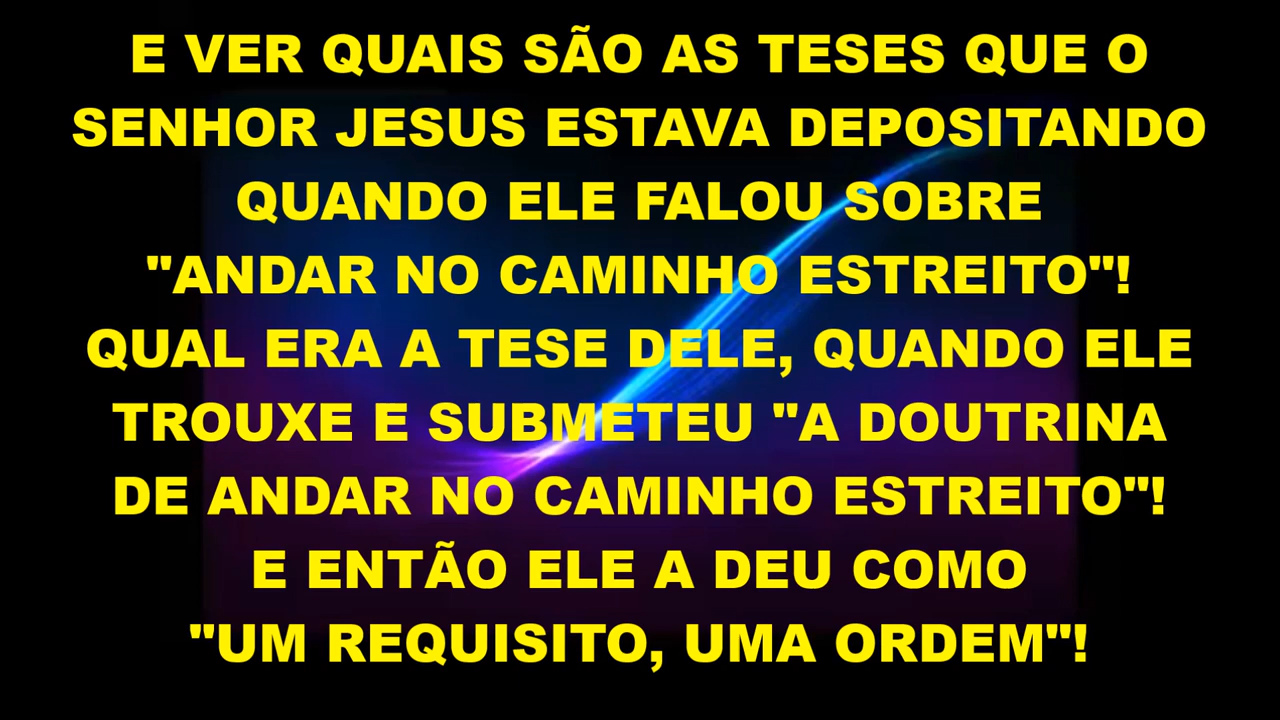 E VER QUAIS SÃO AS TESES QUE O
SENHOR JESUS ESTAVA DEPOSITANDO
QUANDO ELE FALOU SOBRE
"ANDAR NO CAMINHO ESTREITO"!
QUAL ERA A TESE DELE, QUANDO ELE
TROUXE E SUBMETEU "A DOUTRINA
DE ANDAR NO CAMINHO ESTREITO"!
E ENTÃO ELE A DEU COMO
"UM REQUISITO, UMA ORDEM"!